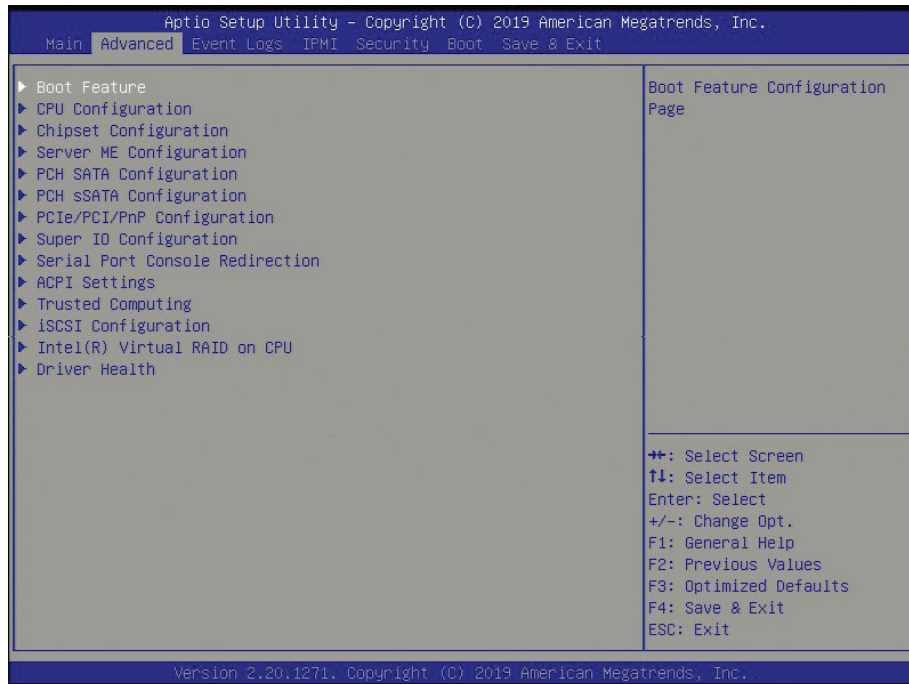 Aptio Setup Utility – Copyright (C) 2019 American Megatrends, Inc.
Main Advanced Event Logs IPMI Security Boot Save & Exit
▶ Boot Feature
▶ CPU Configuration
▶ Chipset Configuration
▶ Server ME Configuration
▶ PCH SATA Configuration
▶ PCH sSATA Configuration
▶ PCIe/PCI/PnP Configuration
▶ Super IO Configuration
▶ Serial Port Console Redirection
▶ ACPI Settings
▶ Trusted Computing
▶ iSCSI Configuration
▶ Intel(R) Virtual RAID on CPU
▶ Driver Health
Boot Feature Configuration
Page
→←: Select Screen
↑↓: Select Item
Enter: Select
+/-: Change Opt.
F1: General Help
F2: Previous Values
F3: Optimized Defaults
F4: Save & Exit
ESC: Exit
Version 2.20.1271. Copyright (C) 2019 American Megatrends, Inc.